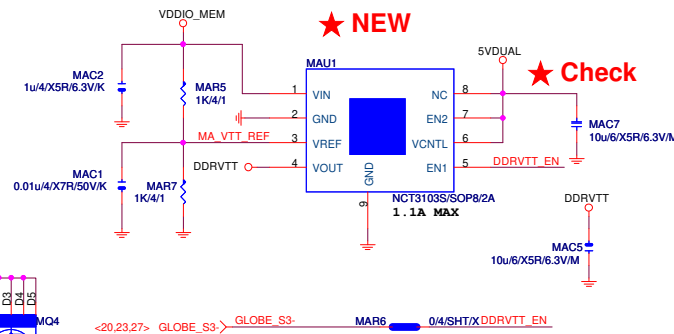 VDDIO_MEM
★ NEW
MAU1
5VDUAL
★ Check
MAC2
1u/4/X5R/6.3V/K
MAR5
1K/4/1
1 VIN NC 8
2 GND EN2 7
MA_VTT_REF 3 VREF VCNTL 6
DDRVTT 4 VOUT EN1 5 DDRVTT_EN
GND
9
MAC7
10u/6/X5R/6.3V/M
MAC1
0.01u/4/X7R/50V/K
MAR7
1K/4/1
NCT3103S/SOP8/2A
1.1A MAX
DDRVTT
MAC5
10u/6/X5R/6.3V/M
D3
D4
D5
MQ4
<20,23,27> GLOBE_S3- GLOBE_S3- MAR6 0/4/SHT/X DDRVTT_EN